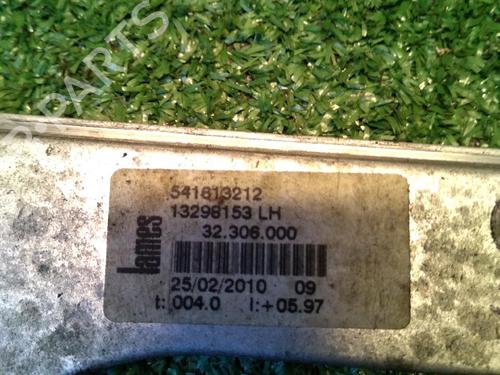 541613212
13298153 LH
32.306.000
Lames
25/02/2010 09
t: 004.0 l:+05.97